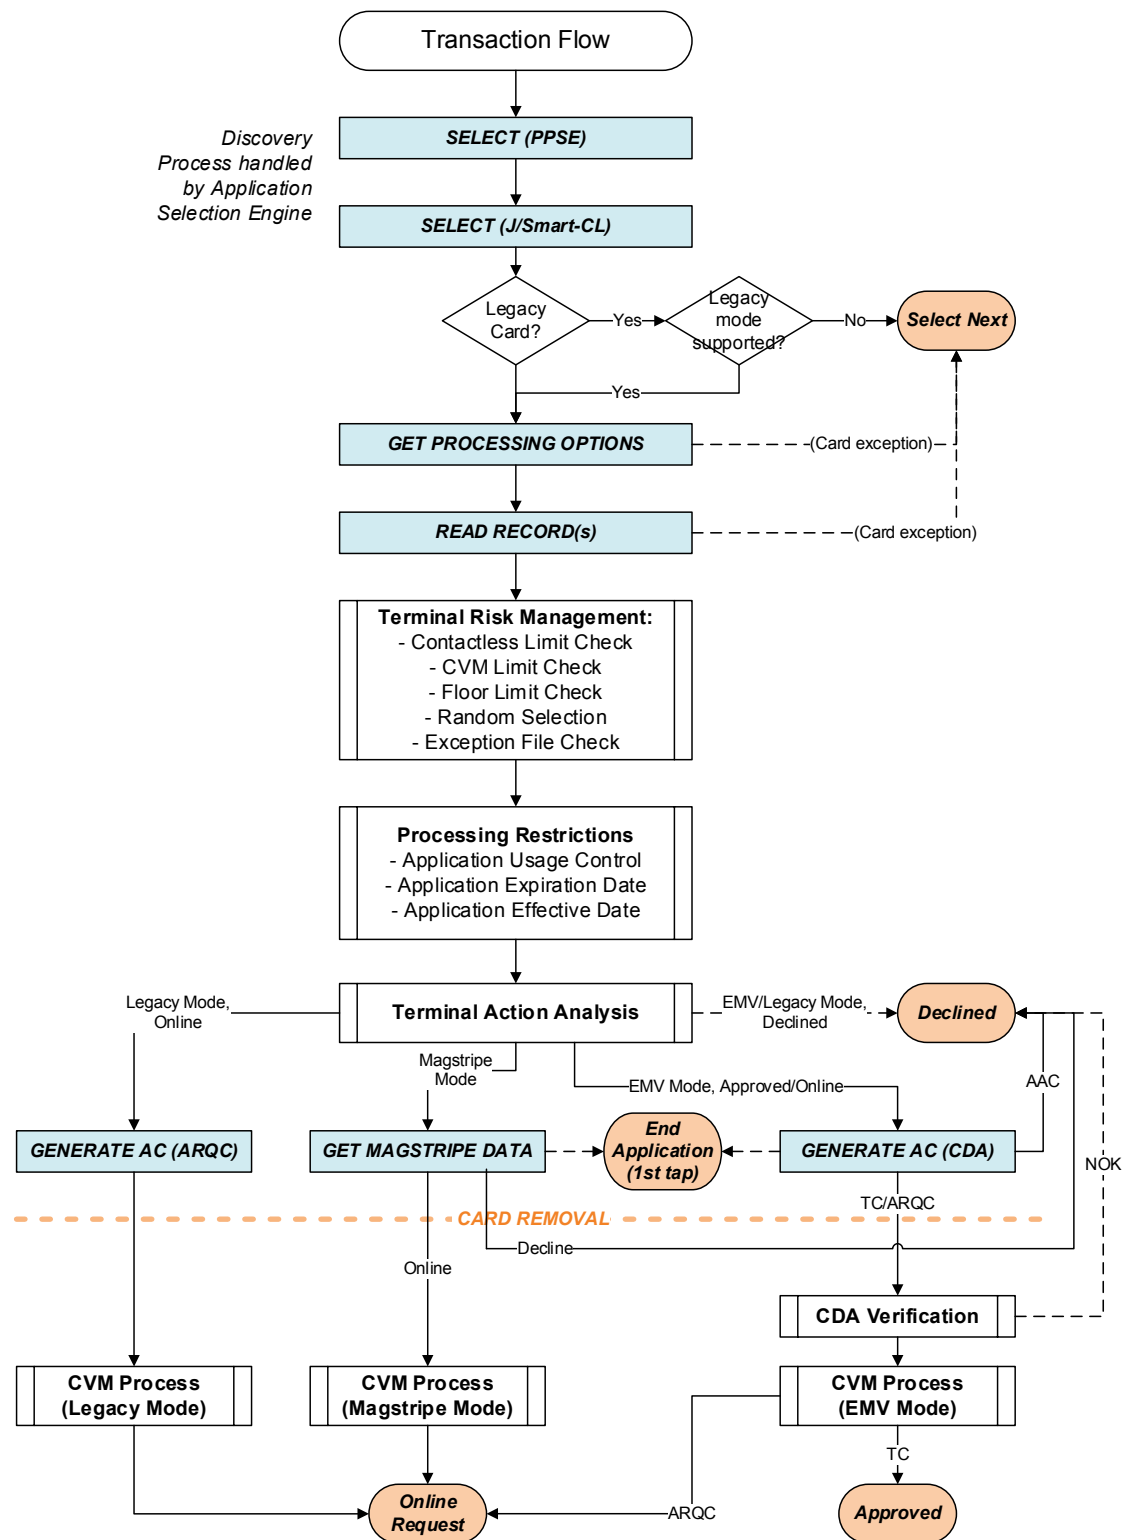 Transaction Flow
SELECT (PPSE)
Discovery
Process handled
by Application
Selection Engine
SELECT (J/Smart-CL)
Legacy
Card?
Yes
Legacy
mode
supported?
No
Select Next
Yes
GET PROCESSING OPTIONS
(Card exception)
READ RECORD(s)
(Card exception)
Terminal Risk Management:
- Contactless Limit Check
- CVM Limit Check
- Floor Limit Check
- Random Selection
- Exception File Check
Processing Restrictions
- Application Usage Control
- Application Expiration Date
- Application Effective Date
Legacy Mode,
Online
Terminal Action Analysis
EMV/Legacy Mode,
Declined
Declined
Magstripe
Mode
EMV Mode, Approved/Online
AAC
GENERATE AC (ARQC)
GET MAGSTRIPE DATA
End
Application
(1st tap)
GENERATE AC (CDA)
NOK
TC/ARQC
CARD REMOVAL
Decline
Online
CDA Verification
CVM Process
(Legacy Mode)
CVM Process
(Magstripe Mode)
CVM Process
(EMV Mode)
TC
Online
Request
ARQC
Approved